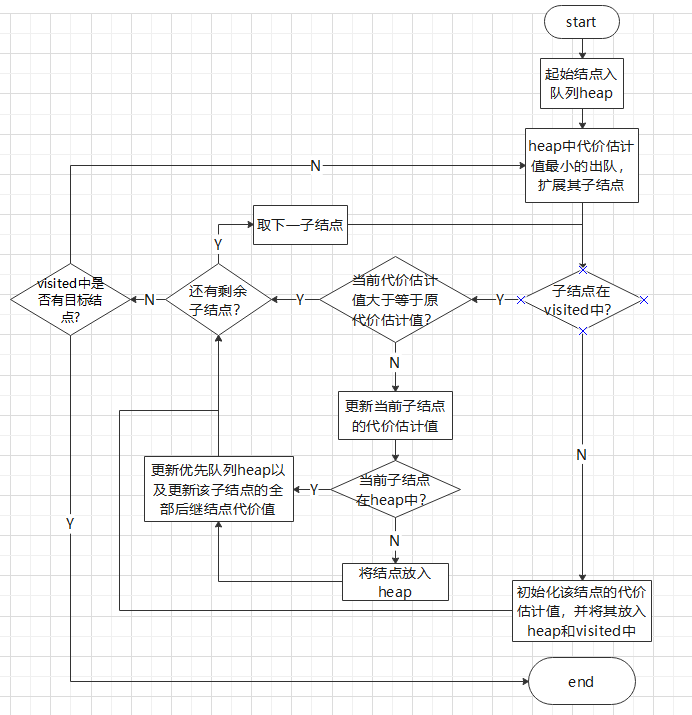 start
起始结点入
队列heap
heap中代价估计
值最小的出队，
扩展其子结点
N
取下一子结点
Y
visited中是
否有目标结
点?
N
还有剩余
子结点？
Y
当前代价估计
值大于等于原
代价估计值？
Y
子结点在
visited中?
N
更新当前子结点
的代价估计值
N
更新优先队列heap以
及更新该子结点的全
部后继结点代价值
Y
当前子结点
在heap中?
Y
N
将结点放入
heap
初始化该结点的代价
估计值，并将其放入
heap和visited中
end